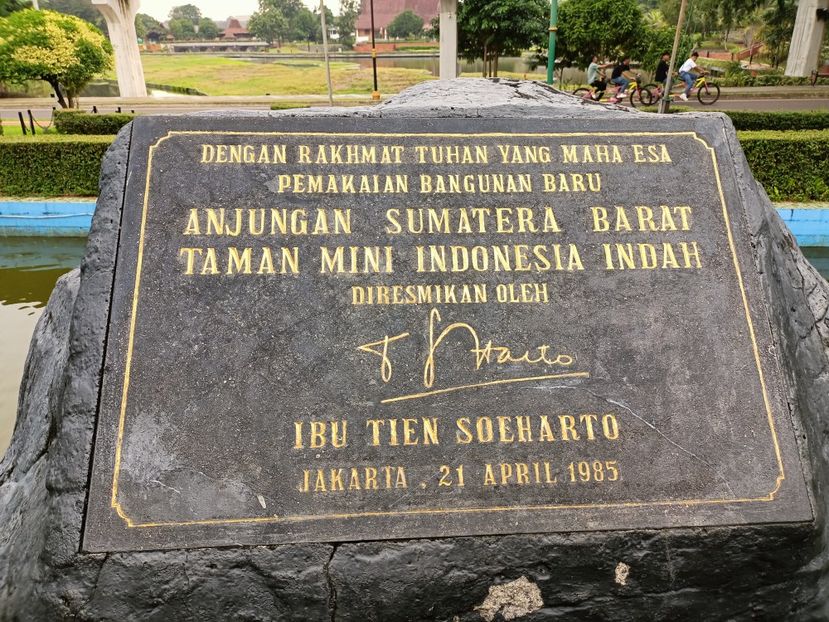 DENGAN RAKHMAT TUHAN YANG MAHA ESA
PEMAKAIAN BANGUNAN BARU
ANJUNGAN SUMATERA BARAT
TAMAN MINI INDONESIA INDAH
DIRESMIKAN OLEH
IBU TIEN SOEHARTO
JAKARTA , 21 APRIL 1985